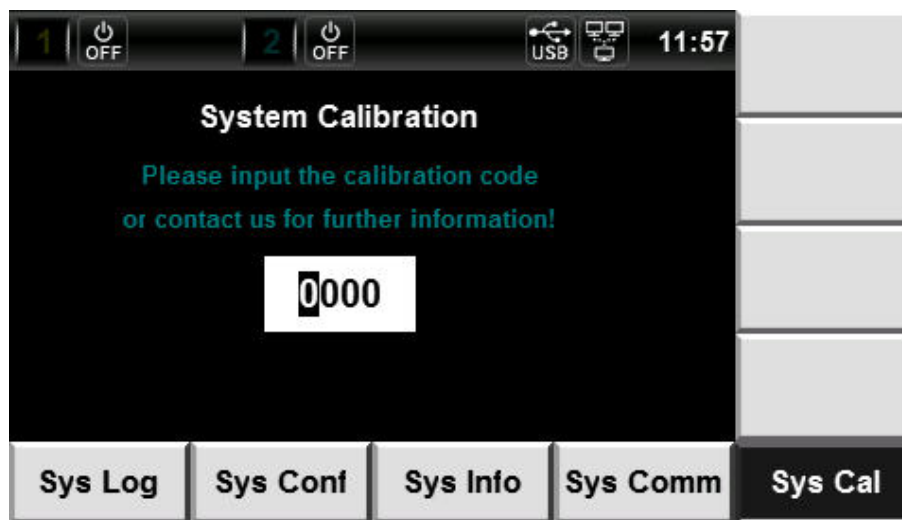 1 OFF 2 OFF USB 11:57
System Calibration
Please input the calibration code
or contact us for further information!
0000
Sys Log Sys Conf Sys Info Sys Comm Sys Cal